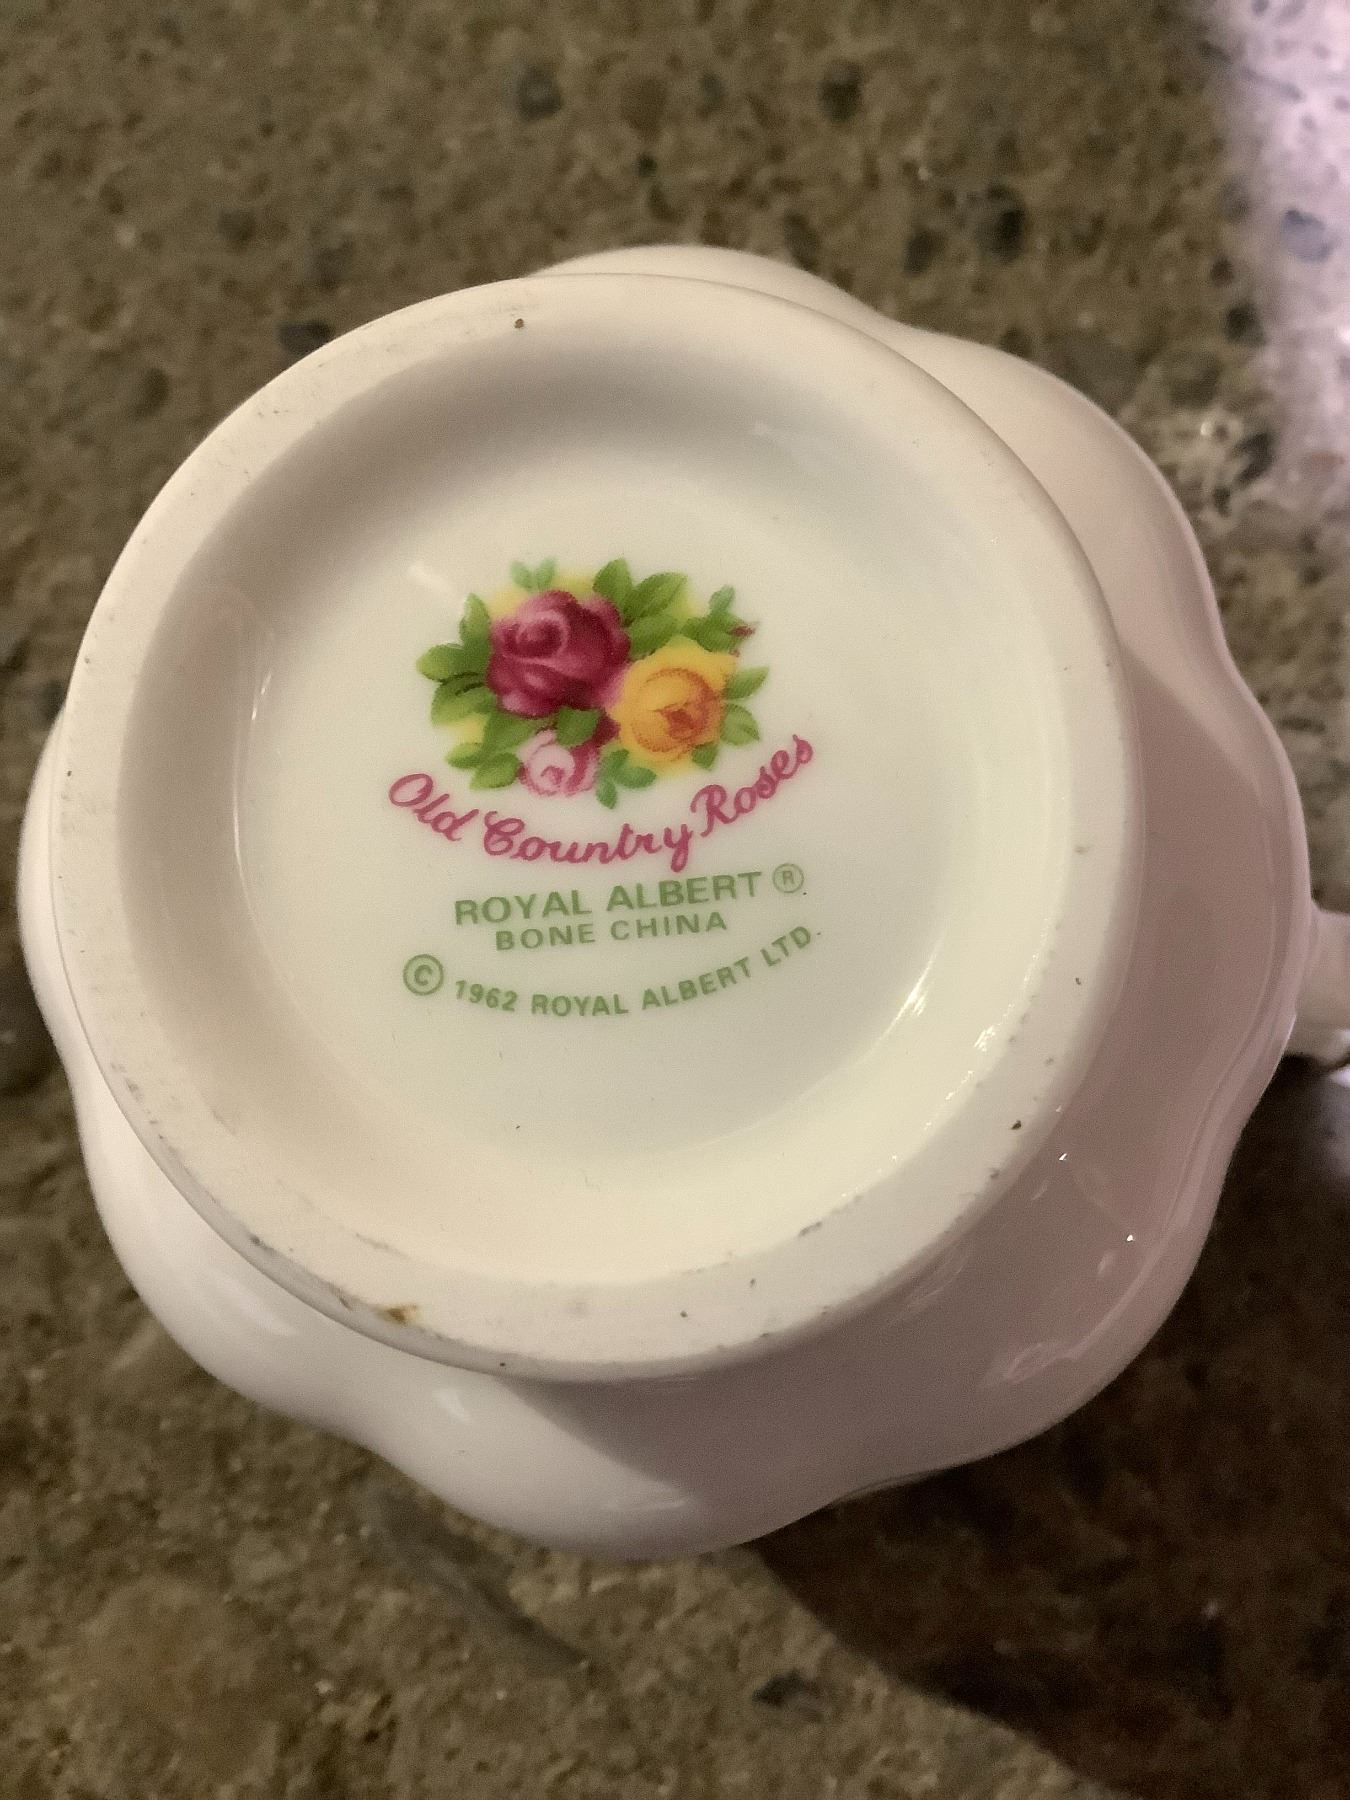 Old Country Roses
ROYAL ALBERT ®
BONE CHINA
© 1962 ROYAL ALBERT LTD.